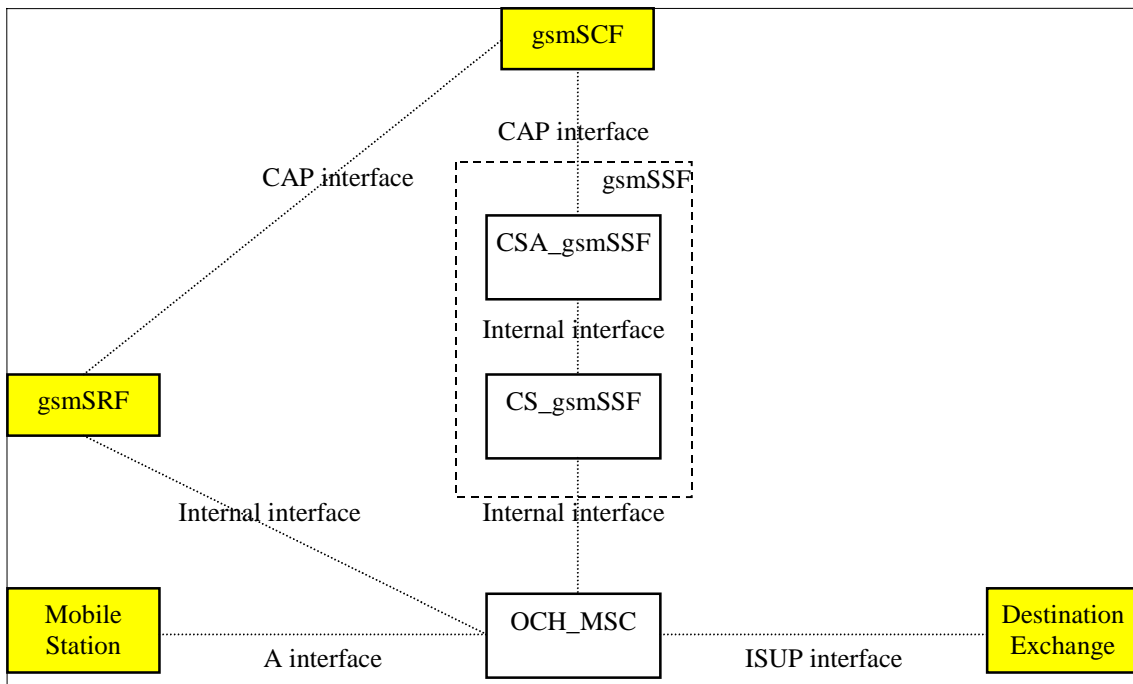 gsmSCF
CAP interface
CAP interface
gsmSSF
CSA_gsmSSF
Internal interface
gsmSRF
CS_gsmSSF
Internal interface
Internal interface
Mobile
Station
OCH_MSC
Destination
Exchange
A interface
ISUP interface